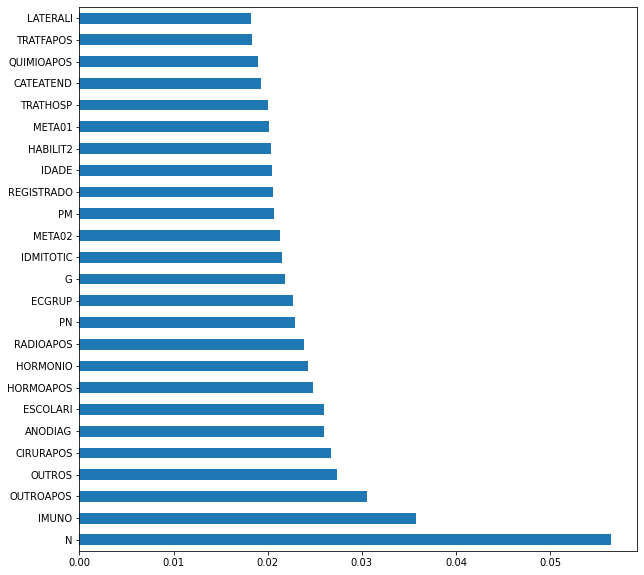 LATERALI
TRATFAPOS
QUIMIOAPOS
CATEATEND
TRATHOSP
META01
HABILIT2
IDADE
REGISTRADO
PM
META02
IDMITOTIC
G
ECGRUP
PN
RADIOAPOS
HORMONIO
HORMOAPOS
ESCOLARI
ANODIAG
CIRURAPOS
OUTROS
OUTROAPOS
IMUNO
N
0.00 0.01 0.02 0.03 0.04 0.05